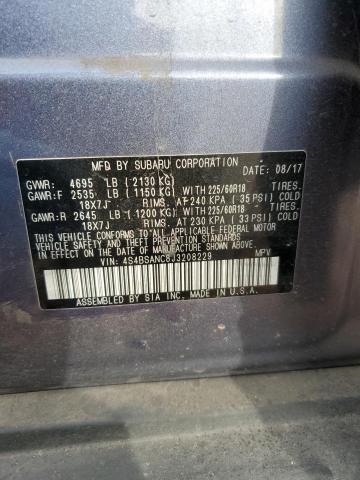 MFD BY SUBARU CORPORATION DATE: 08/17
GVWR: 4695 LB ( 2130 KG)
GAWR:F 2535 LB ( 1150 KG) WITH 225/60R18 TIRES.
18X7J RIMS. AT 240 KPA ( 35 PSI) COLD.
GAWR:R 2645 LB ( 1200 KG) WITH 225/60R18 TIRES.
18X7J RIMS. AT 230 KPA ( 33 PSI) COLD.
THIS VEHICLE CONFORMS TO ALL APPLICABLE FEDERAL MOTOR
VEHICLE SAFETY STANDARDS IN EFFECT ON THE DATE OF
MANUFACTURE SHOWN ABOVE.
VIN: 4S4BSANC8J3208229 MPV
ASSEMBLED BY SIA INC. MADE IN U.S.A.